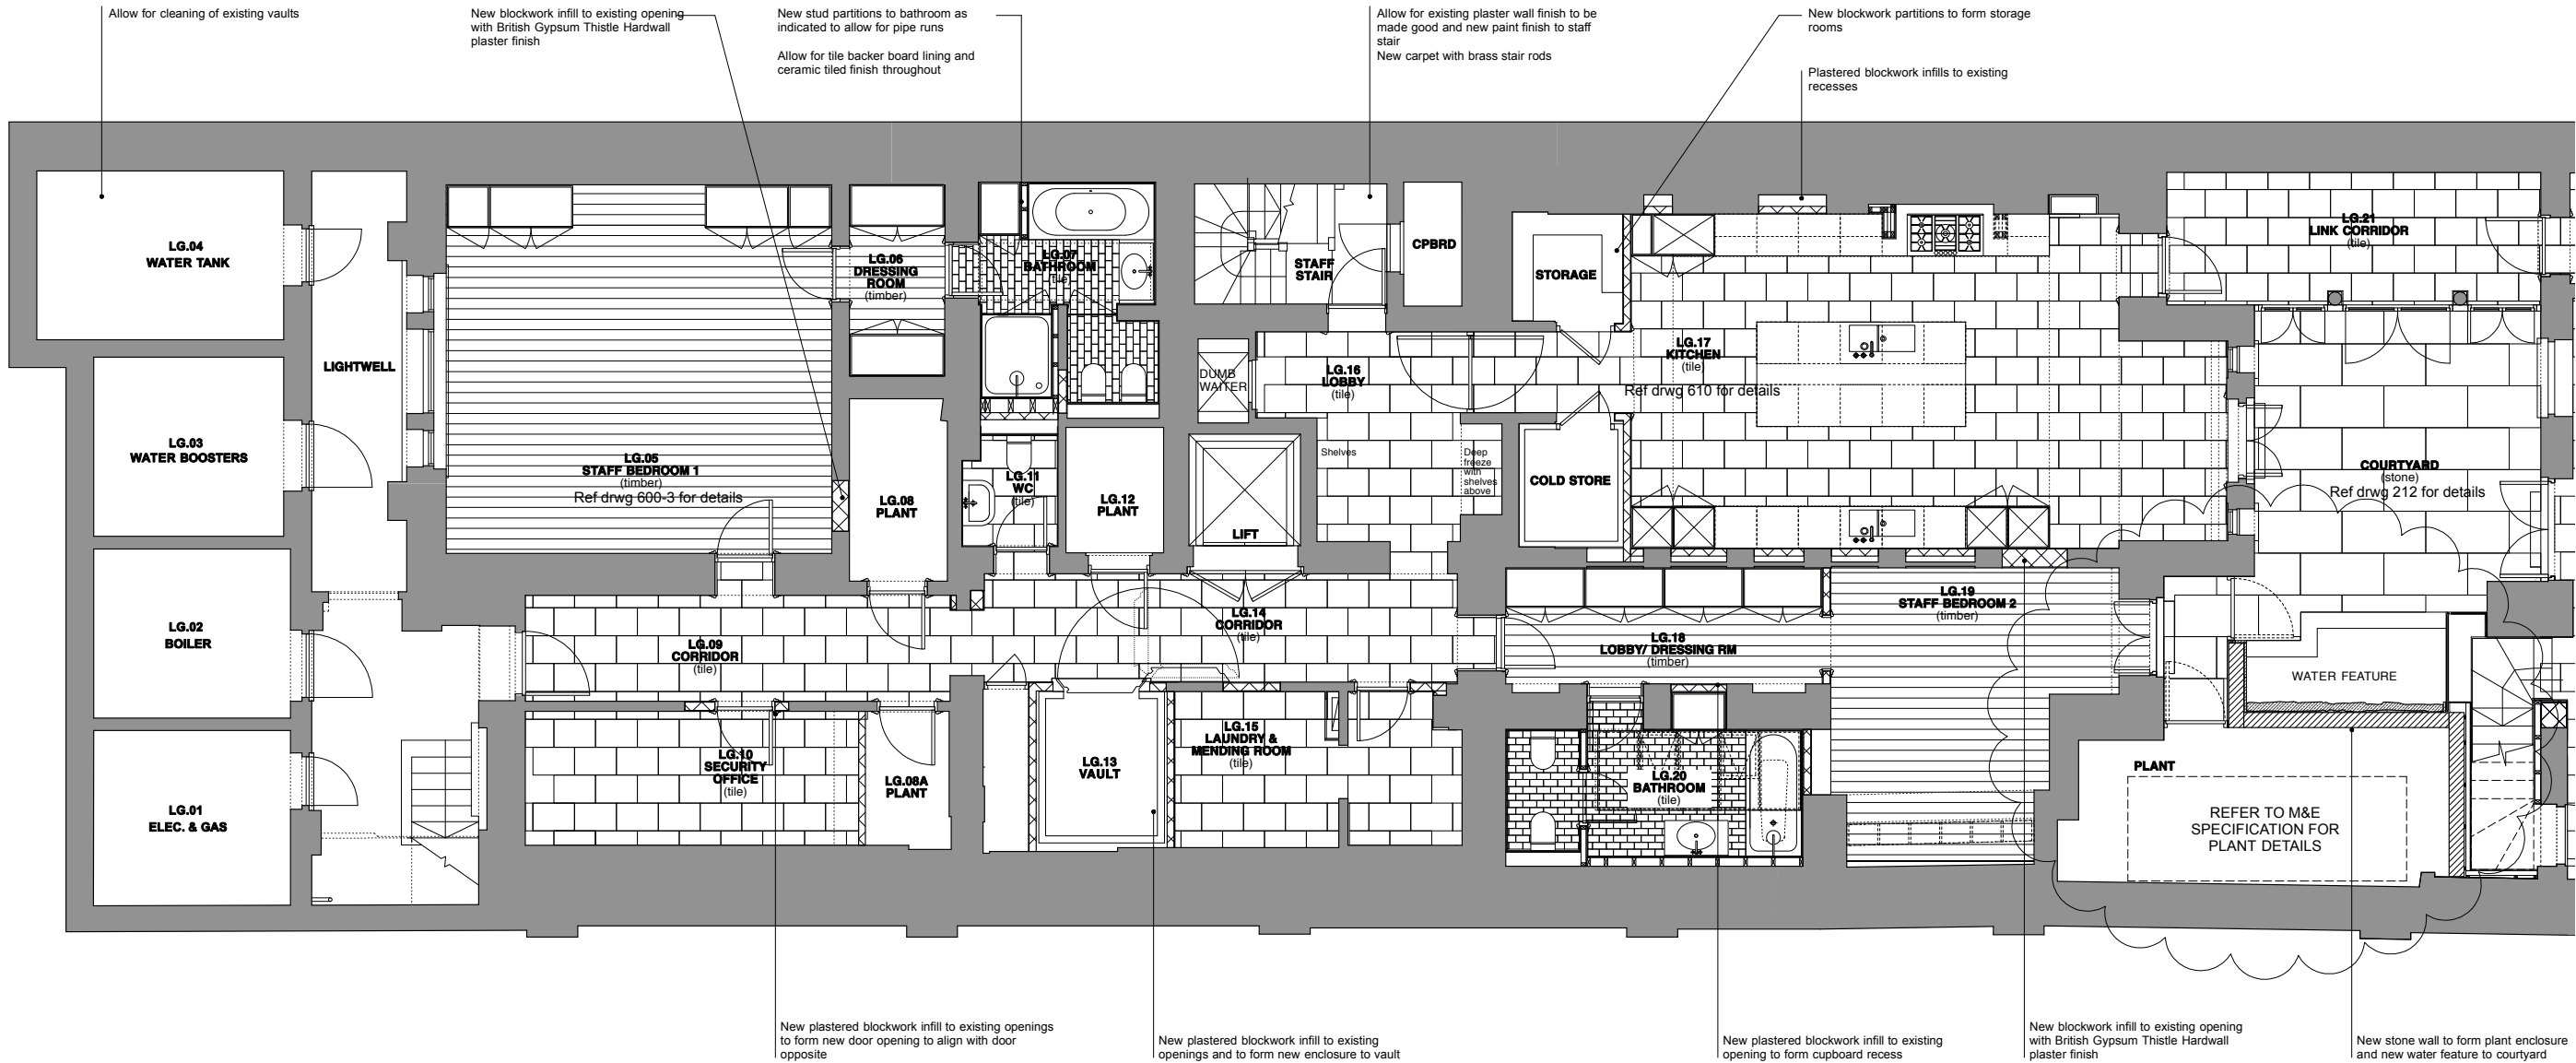 Allow for cleaning of existing vaults
New blockwork infill to existing opening
with British Gypsum Thistle Hardwall
plaster finish
New stud partitions to bathroom as
indicated to allow for pipe runs
Allow for tile backer board lining and
ceramic tiled finish throughout
Allow for existing plaster wall finish to be
made good and new paint finish to staff
stair
New carpet with brass stair rods
New blockwork partitions to form storage
rooms
Plastered blockwork infills to existing
recesses
LG.04
WATER TANK
LIGHTWELL
LG.03
WATER BOOSTERS
LG.02
BOILER
LG.01
ELEC. & GAS
LG.05
STAFF BEDROOM 1
(timber)
Ref drwg 600-3 for details
LG.06
DRESSING
ROOM
(timber)
LG.07
BATHROOM
(tile)
LG.08
PLANT
LG.11
WC
(tile)
LG.12
PLANT
STAFF
STAIR
CPBRD
DUMB
WAITER
LG.16
LOBBY
(tile)
LIFT
Shelves
Deep
freeze
with
shelves
above
STORAGE
COLD STORE
LG.17
KITCHEN
(tile)
Ref drwg 610 for details
LG.21
LINK CORRIDOR
(tile)
COURTYARD
(stone)
Ref drwg 212 for details
LG.09
CORRIDOR
(tile)
LG.14
CORRIDOR
(tile)
LG.10
SECURITY
OFFICE
(tile)
LG.08A
PLANT
LG.13
VAULT
LG.15
LAUNDRY &
MENDING ROOM
(tile)
LG.18
LOBBY/ DRESSING RM
(timber)
LG.19
STAFF BEDROOM 2
(timber)
LG.20
BATHROOM
(tile)
WATER FEATURE
PLANT
REFER TO M&E
SPECIFICATION FOR
PLANT DETAILS
New plastered blockwork infill to existing openings
to form new door opening to align with door
opposite
New plastered blockwork infill to existing
openings and to form new enclosure to vault
New plastered blockwork infill to existing
opening to form cupboard recess
New blockwork infill to existing opening
with British Gypsum Thistle Hardwall
plaster finish
New stone wall to form plant enclosure
and new water feature to courtyard